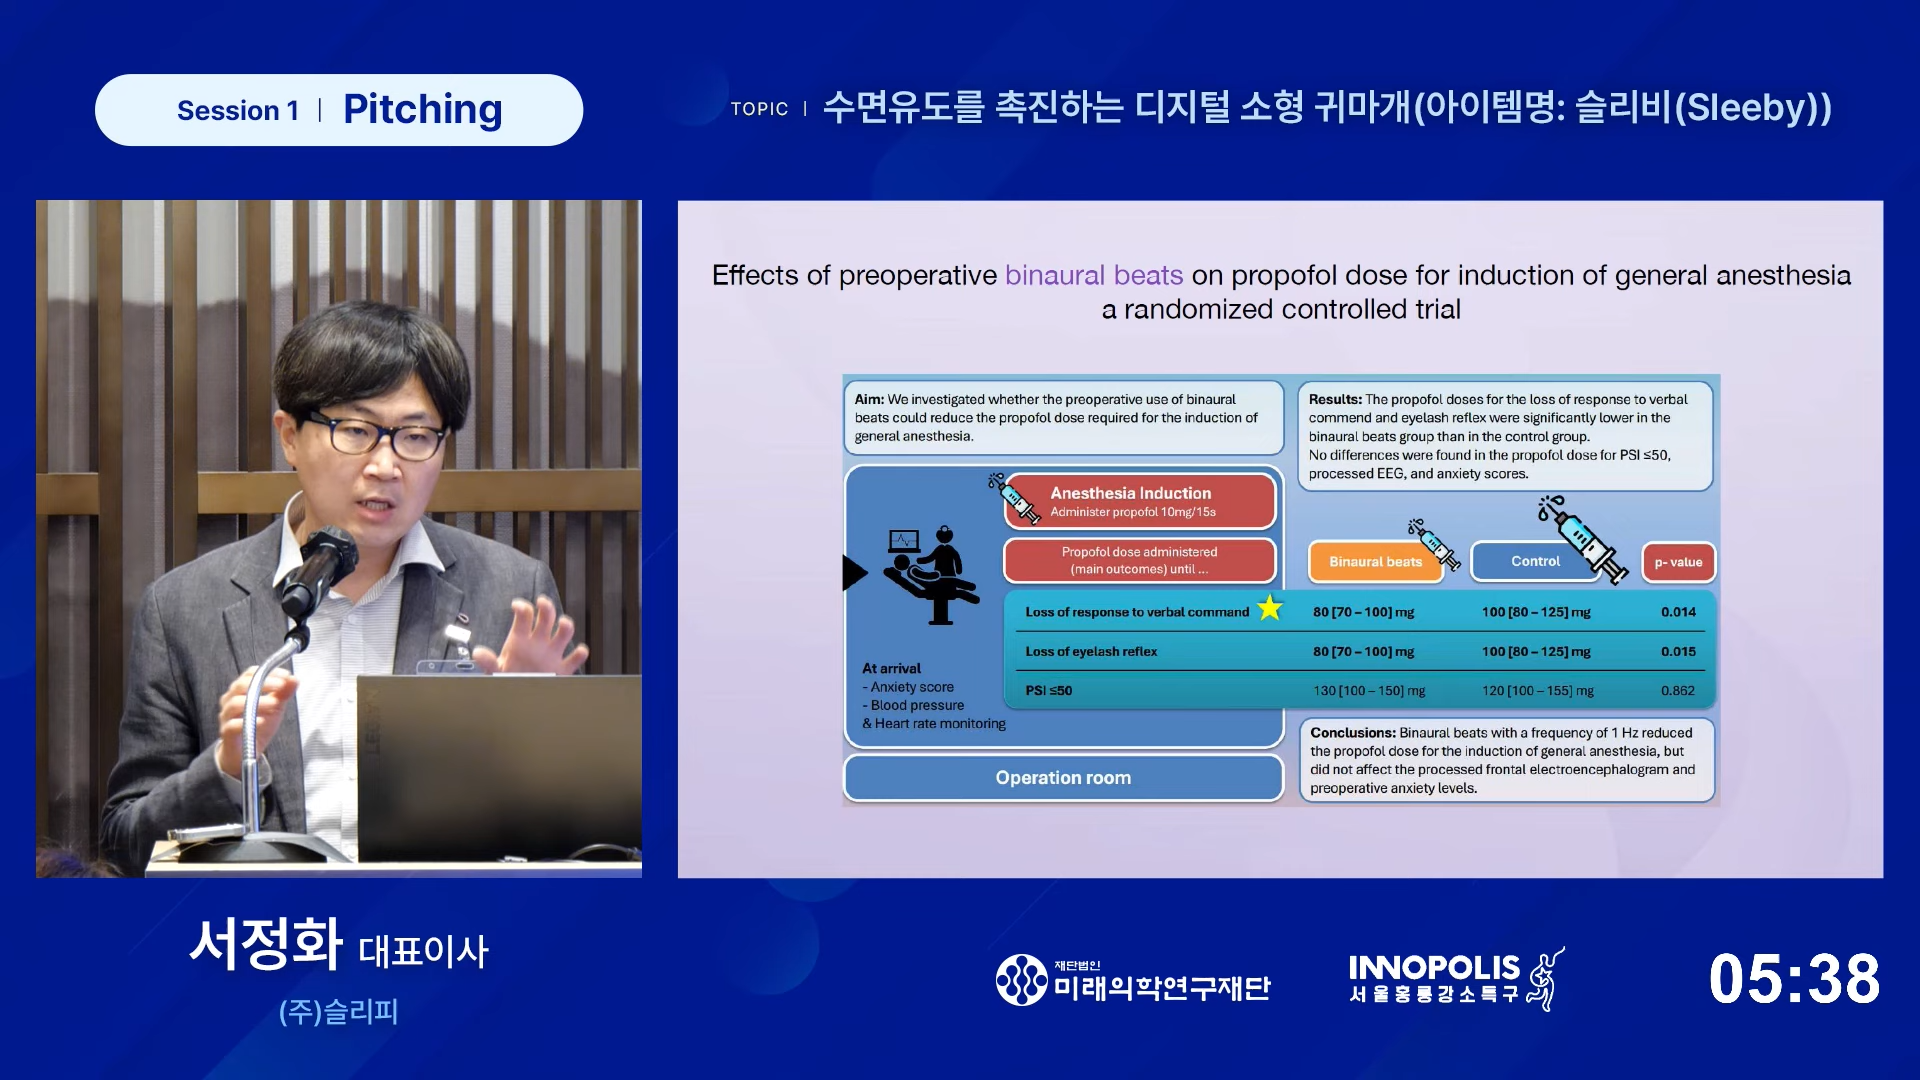 Session 1 | Pitching
TOPIC | 수면유도를 촉진하는 디지털 소형 귀마개(아이템명: 슬리비(Sleeby))
Effects of preoperative binaural beats on propofol dose for induction of general anesthesia
a randomized controlled trial
Aim: We investigated whether the preoperative use of binaural
beats could reduce the propofol dose required for the induction of
general anesthesia.
Anesthesia Induction
Administer propofol 10mg/15s
Propofol dose administered
(main outcomes) until ...
At arrival
- Anxiety score
- Blood pressure
& Heart rate monitoring
Operation room
Results: The propofol doses for the loss of response to verbal
commend and eyelash reflex were significantly lower in the
binaural beats group than in the control group.
No differences were found in the propofol dose for PSI ≤50,
processed EEG, and anxiety scores.
Binaural beats Control p- value
Loss of response to verbal command 80 [70 – 100] mg 100 [80 – 125] mg 0.014
Loss of eyelash reflex 80 [70 – 100] mg 100 [80 – 125] mg 0.015
PSI ≤50 130 [100 – 150] mg 120 [100 – 155] mg 0.862
Conclusions: Binaural beats with a frequency of 1 Hz reduced
the propofol dose for the induction of general anesthesia, but
did not affect the processed frontal electroencephalogram and
preoperative anxiety levels.
서정화 대표이사
(주)슬리피
재단법인
미래의학연구재단
INNOPOLIS
서울홍릉강소특구
05:38